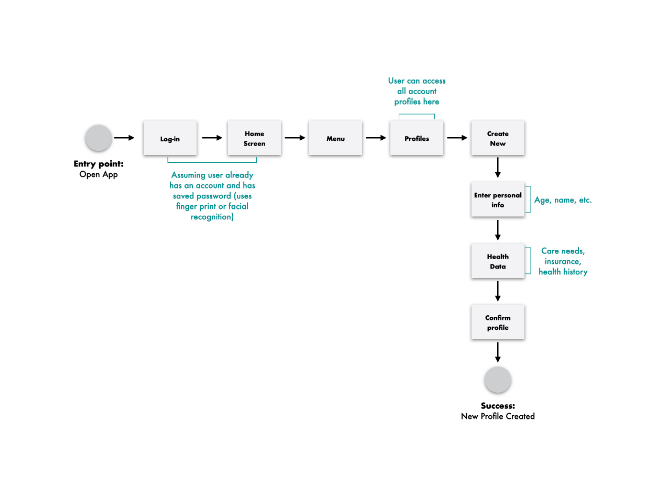 User can access
all account
profiles here
Log-in
Home
Screen
Menu
Profiles
Create
New
Entry point:
Open App
Assuming user already
has an account and has
saved password (uses
finger print or facial
recognition)
Enter personal
info
Age, name, etc.
Health
Data
Care needs,
insurance,
health history
Confirm
profile
Success:
New Profile Created